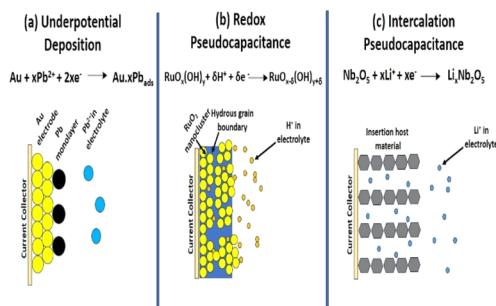 (a) Underpotential
Deposition
Au + xPb²⁺ + 2xe⁻ → Au.xPb_ads
Au
electrode
Pb
monolayer
Pb²⁺in
electrolyte
Current Collector
(b) Redox
Pseudocapacitance
RuOₓ(OH)ᵧ + δH⁺ + δe⁻ → RuOₓ₋δ(OH)ᵧ₊δ
RuO₂
nanocluster
Hydrous grain
boundary
H⁺ in
electrolyte
Current Collector
(c) Intercalation
Pseudocapacitance
Nb₂O₅ + xLi⁺ + xe⁻ → LiₓNb₂O₅
Insertion host
material
Li⁺ in
electrolyte
Current Collector